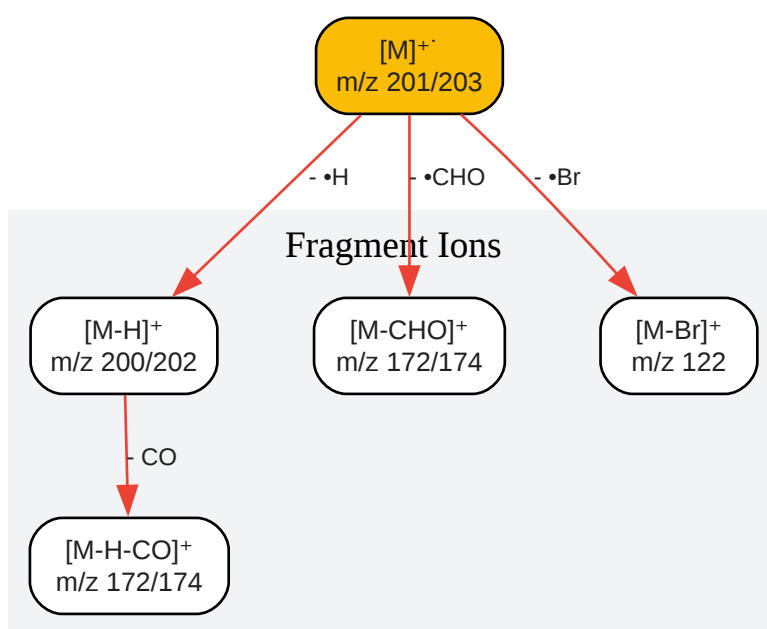 [M]⁺˙
m/z 201/203
- •H
- •CHO
- •Br
Fragment Ions
[M-H]⁺
m/z 200/202
[M-CHO]⁺
m/z 172/174
[M-Br]⁺
m/z 122
- CO
[M-H-CO]⁺
m/z 172/174